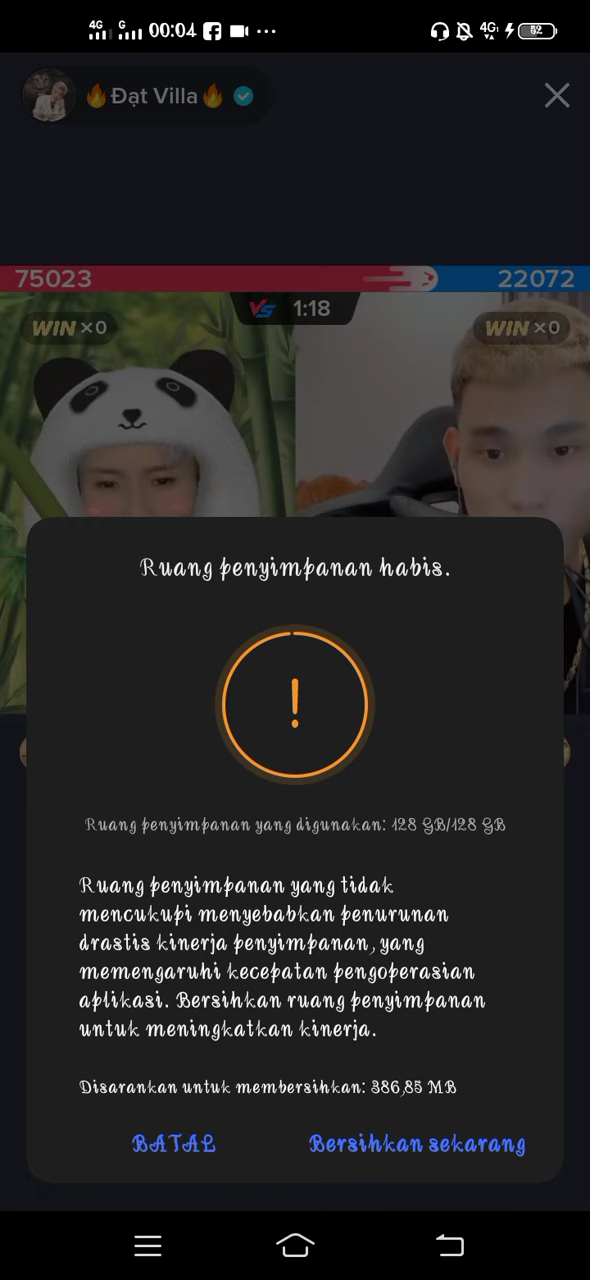 4G G 00:04 4G 52
🔥Đạt Villa🔥
75023 22072
VS 1:18
WIN ×0 WIN ×0
Ruang penyimpanan habis.
!
Ruang penyimpanan yang digunakan: 128 GB/128 GB
Ruang penyimpanan yang tidak
mencukupi menyebabkan penurunan
drastis kinerja penyimpanan, yang
memengaruhi kecepatan pengoperasian
aplikasi. Bersihkan ruang penyimpanan
untuk meningkatkan kinerja.
Disarankan untuk membersihkan: 386,85 MB
BATAL Bersihkan sekarang